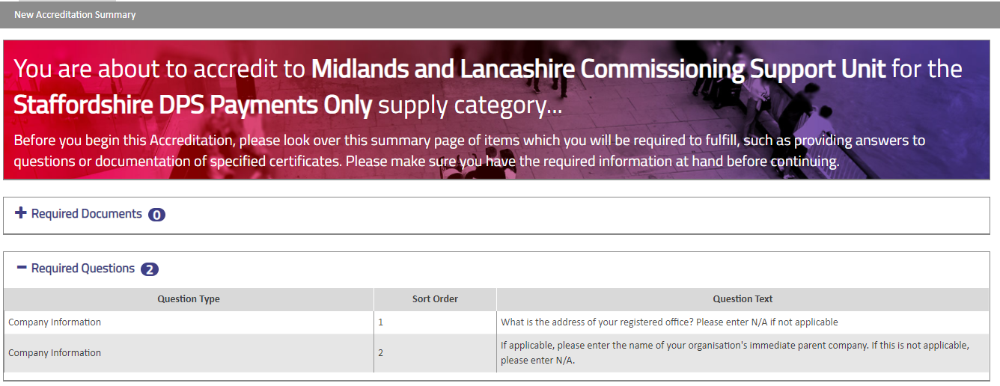 New Accreditation Summary
You are about to accredit to Midlands and Lancashire Commissioning Support Unit for the
Staffordshire DPS Payments Only supply category...
Before you begin this Accreditation, please look over this summary page of items which you will be required to fulfill, such as providing answers to
questions or documentation of specified certificates. Please make sure you have the required information at hand before continuing.
+ Required Documents 0
− Required Questions 2
Question Type Sort Order Question Text
Company Information 1 What is the address of your registered office? Please enter N/A if not applicable
Company Information 2 If applicable, please enter the name of your organisation's immediate parent company. If this is not applicable,
please enter N/A.